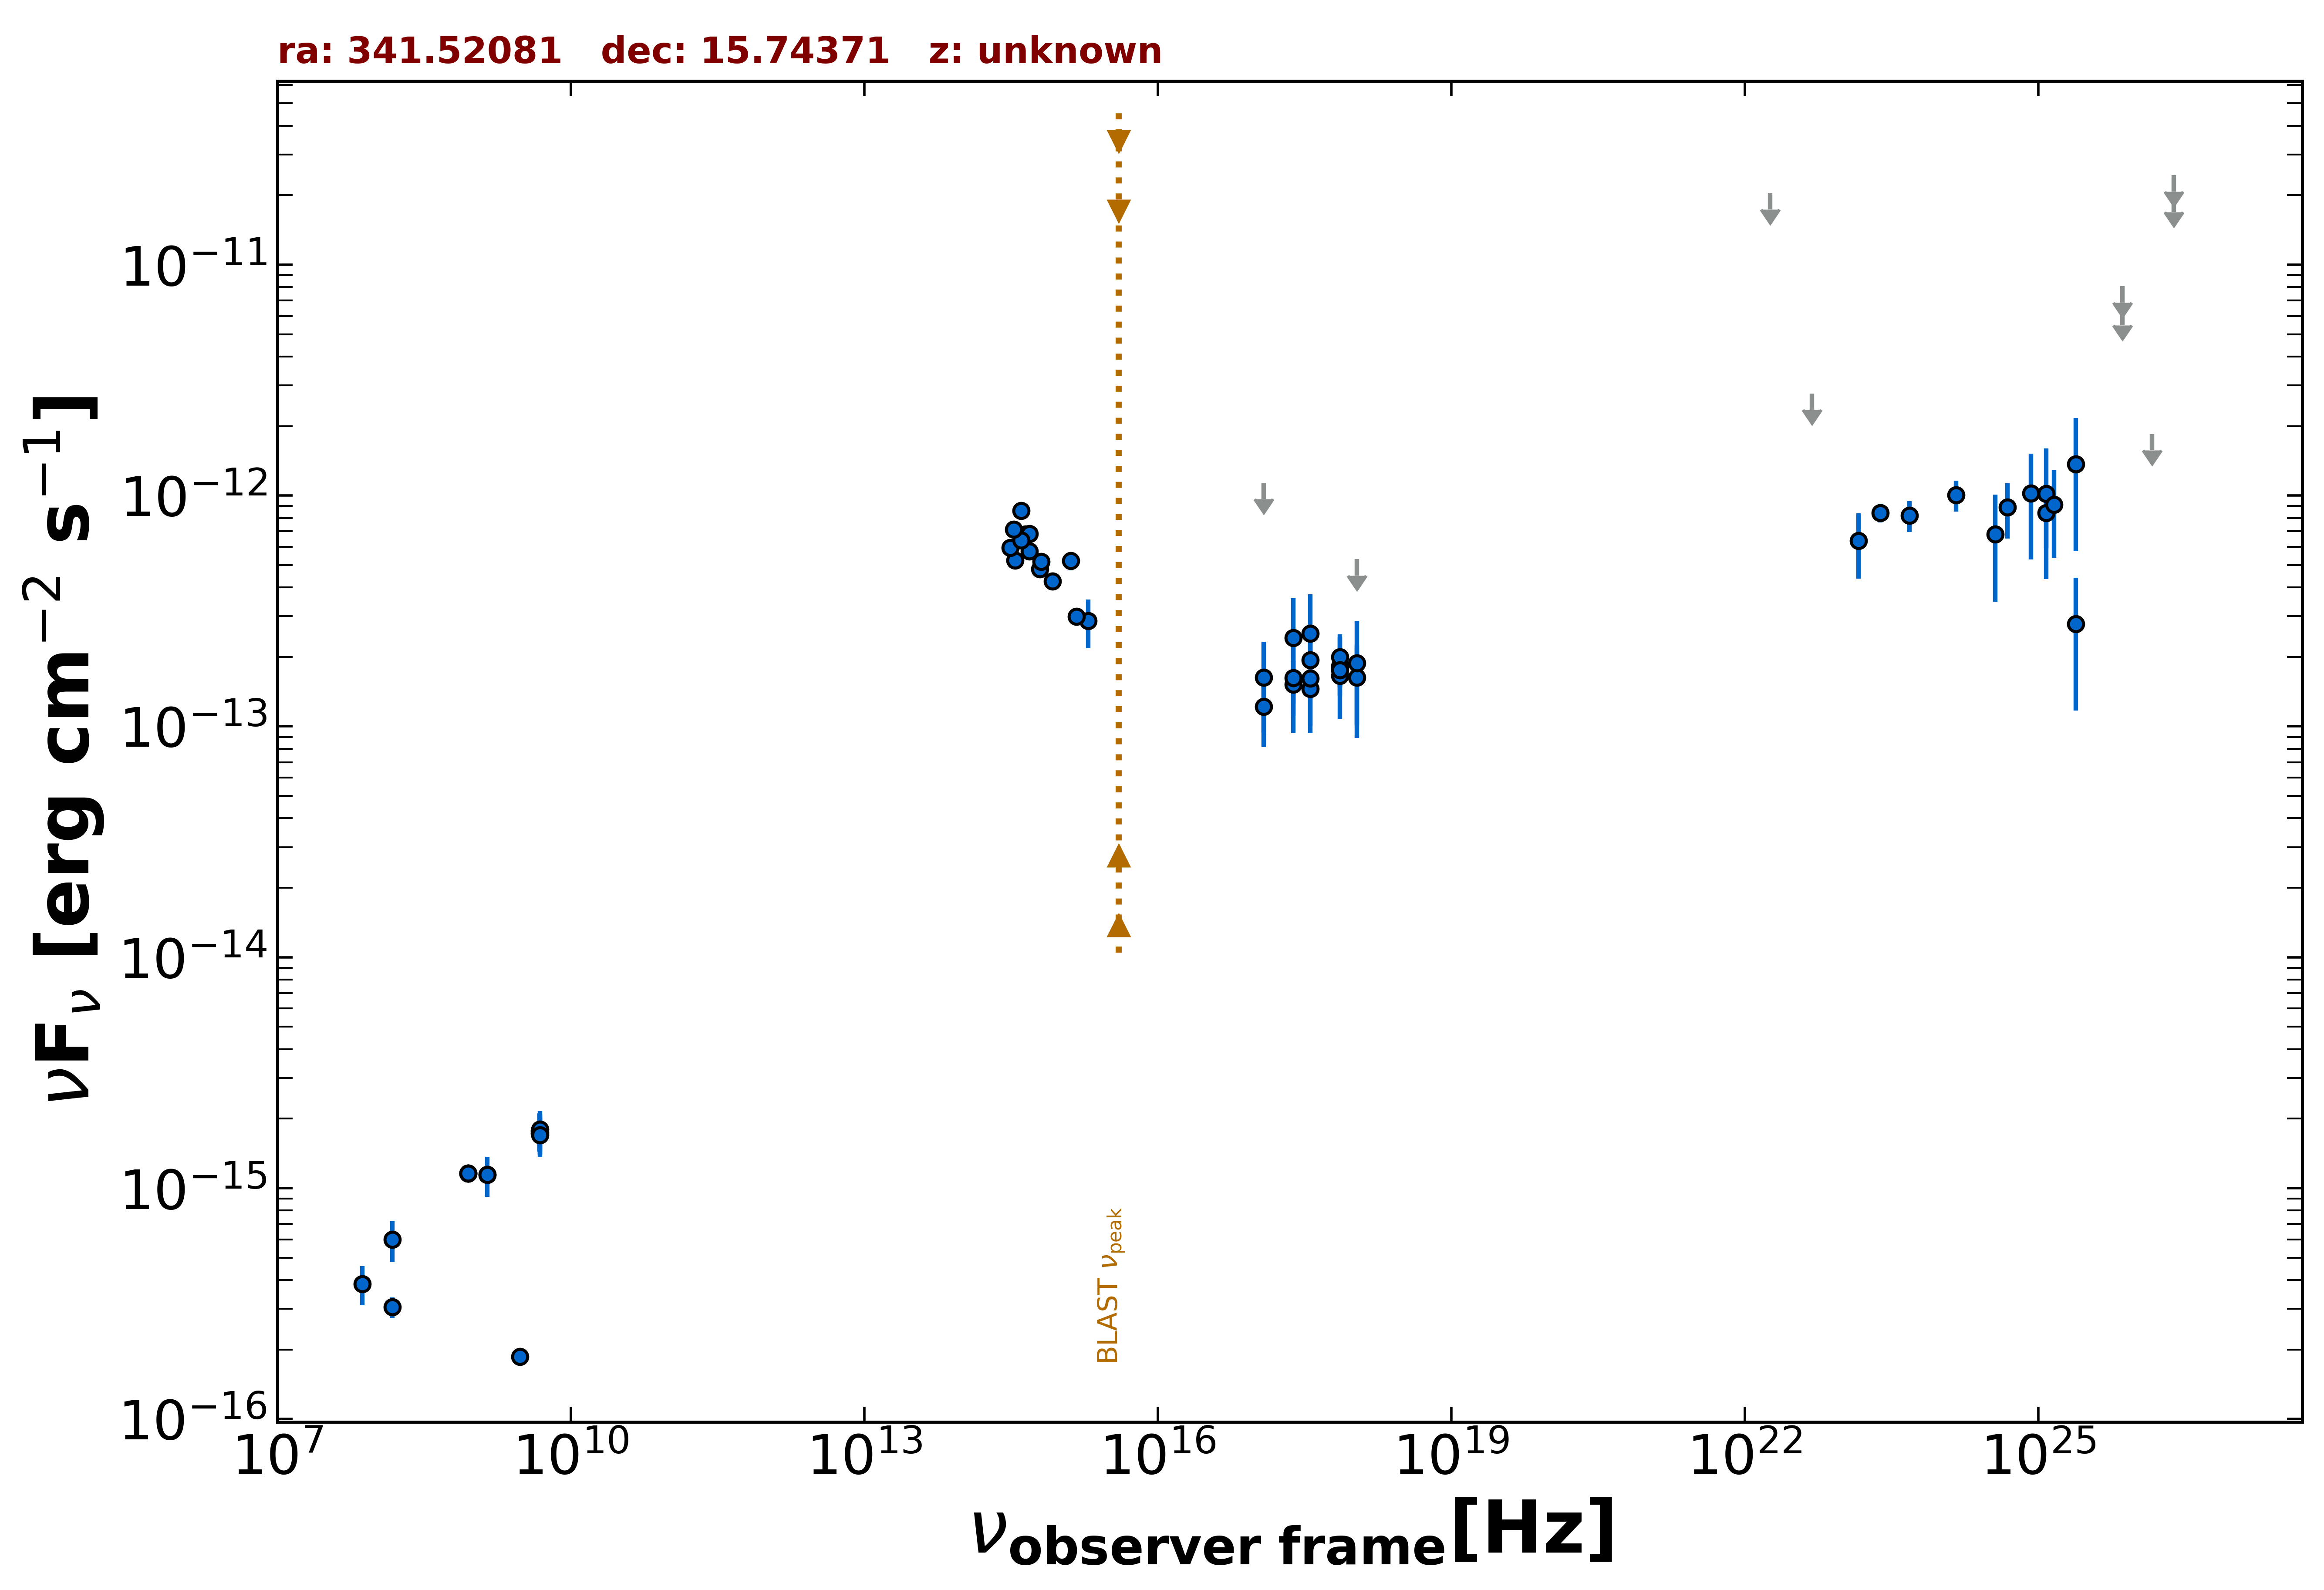 ra: 341.52081   dec: 15.74371   z: unknown
νFν [erg cm⁻² s⁻¹]
10⁻¹¹
10⁻¹²
10⁻¹³
10⁻¹⁴
10⁻¹⁵
10⁻¹⁶
BLAST νpeak
10⁷ 10¹⁰ 10¹³ 10¹⁶ 10¹⁹ 10²² 10²⁵
νobserver frame[Hz]